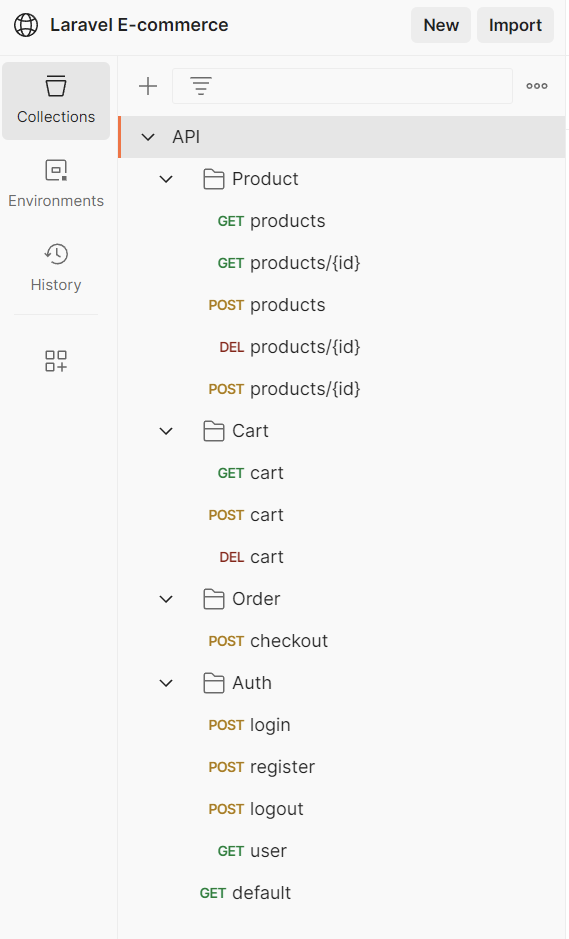 Laravel E-commerce
New
Import
Collections
Environments
History
API
Product
GET products
GET products/{id}
POST products
DEL products/{id}
POST products/{id}
Cart
GET cart
POST cart
DEL cart
Order
POST checkout
Auth
POST login
POST register
POST logout
GET user
GET default